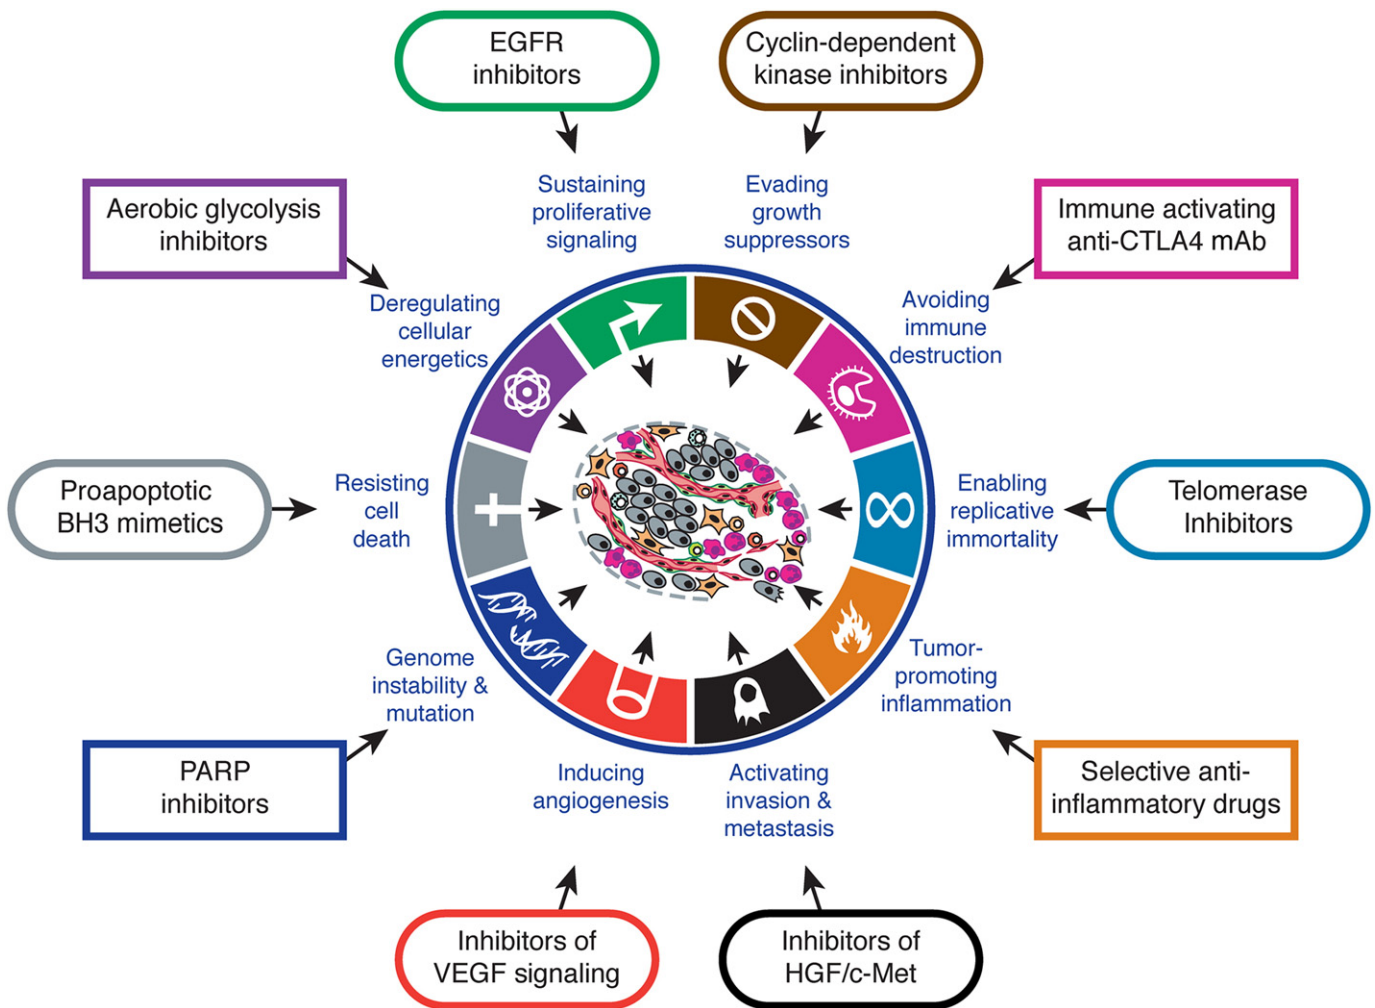 EGFR
inhibitors
Cyclin-dependent
kinase inhibitors
Aerobic glycolysis
inhibitors
Sustaining
proliferative
signaling
Evading
growth
suppressors
Immune activating
anti-CTLA4 mAb
Deregulating
cellular
energetics
Avoiding
immune
destruction
Proapoptotic
BH3 mimetics
Resisting
cell
death
Enabling
replicative
immortality
Telomerase
Inhibitors
Genome
instability &
mutation
Tumor-
promoting
inflammation
PARP
inhibitors
Inducing
angiogenesis
Activating
invasion &
metastasis
Selective anti-
inflammatory drugs
Inhibitors of
VEGF signaling
Inhibitors of
HGF/c-Met